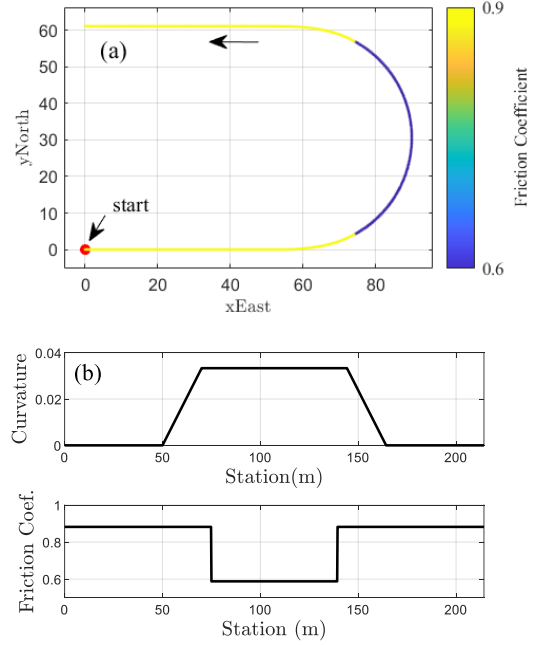 (a)
60
50
40
30
20
10
0
yNorth
start
0 20 40 60 80
xEast
0.9
0.6
Friction Coefficient
(b)
0.04
0.02
0
Curvature
0 50 100 150 200
Station(m)
1
0.8
0.6
Friction Coef.
0 50 100 150 200
Station (m)